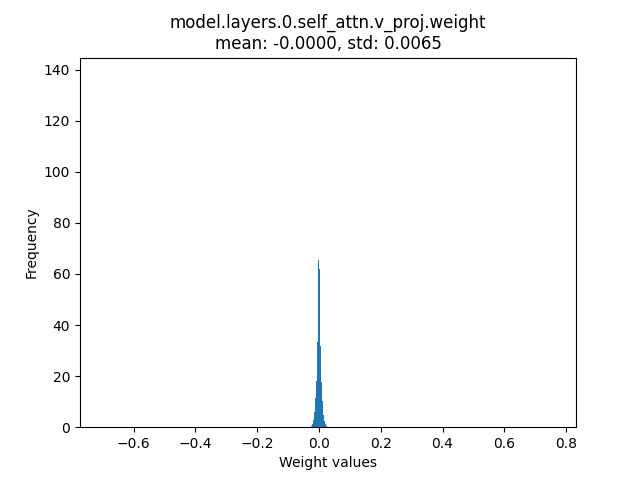 model.layers.0.self_attn.v_proj.weight
mean: -0.0000, std: 0.0065
140
120
100
80
60
40
20
0
Frequency
−0.6 −0.4 −0.2 0.0 0.2 0.4 0.6 0.8
Weight values